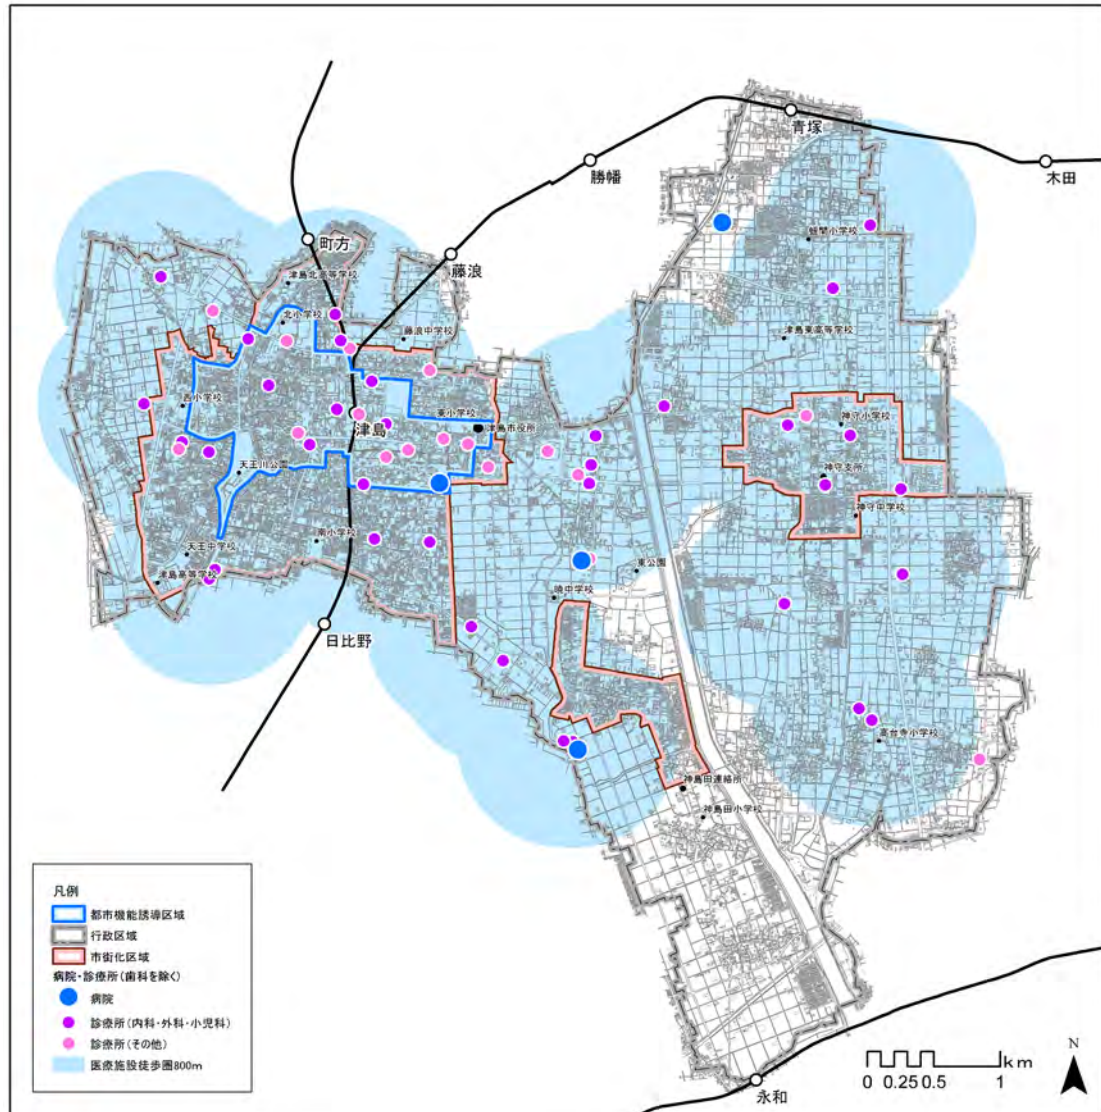 青塚
勝幡
木田
蛭間小学校
町方
藤浪
津島北高等学校
北小学校
藤浪中学校
津島東高等学校
西小学校
東小学校
津島
津島市役所
神守小学校
天王川公園
神守支所
神守中学校
南小学校
天王中学校
東公園
津島高等学校
暁中学校
日比野
高台寺小学校
神島田連絡所
神島田小学校
凡例
都市機能誘導区域
行政区域
市街化区域
病院・診療所(歯科を除く)
病院
診療所(内科・外科・小児科)
診療所(その他)
医療施設徒歩圏800m
N
km
0 0.25 0.5 1
永和